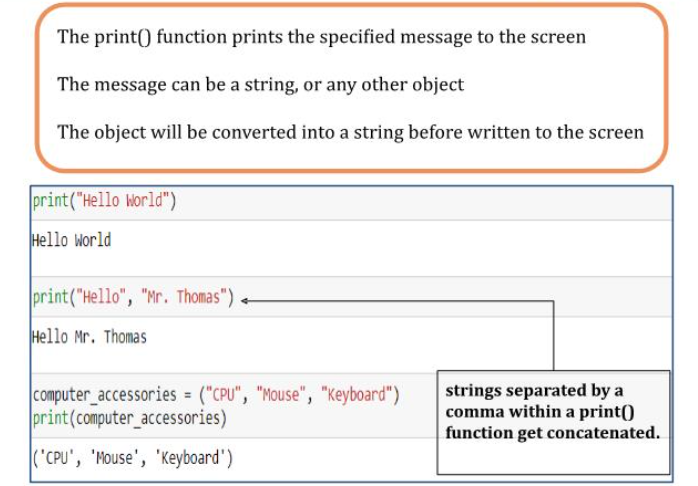 The print() function prints the specified message to the screen
The message can be a string, or any other object
The object will be converted into a string before written to the screen
print("Hello World")
Hello World
print("Hello", "Mr. Thomas")
Hello Mr. Thomas
computer_accessories = ("CPU", "Mouse", "Keyboard")
print(computer_accessories)
('CPU', 'Mouse', 'Keyboard')
strings separated by a
comma within a print()
function get concatenated.